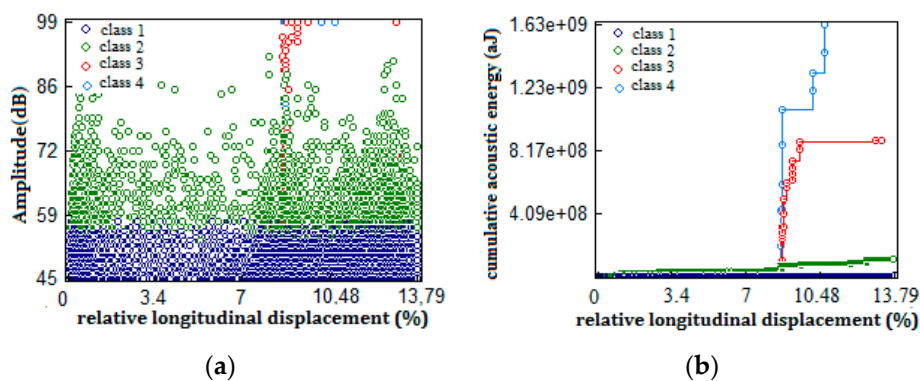 99
86
72
59
45
Amplitude(dB)
class 1
class 2
class 3
class 4
0
3.4
7
10.48
13,79
relative longitudinal displacement (%)
(a)
1.63e+09
1.23e+09
8.17e+08
4.09e+08
cumulative acoustic energy (aJ)
class 1
class 2
class 3
class 4
0
3.4
7
10.48
13.79
relative longitudinal displacement (%)
(b)